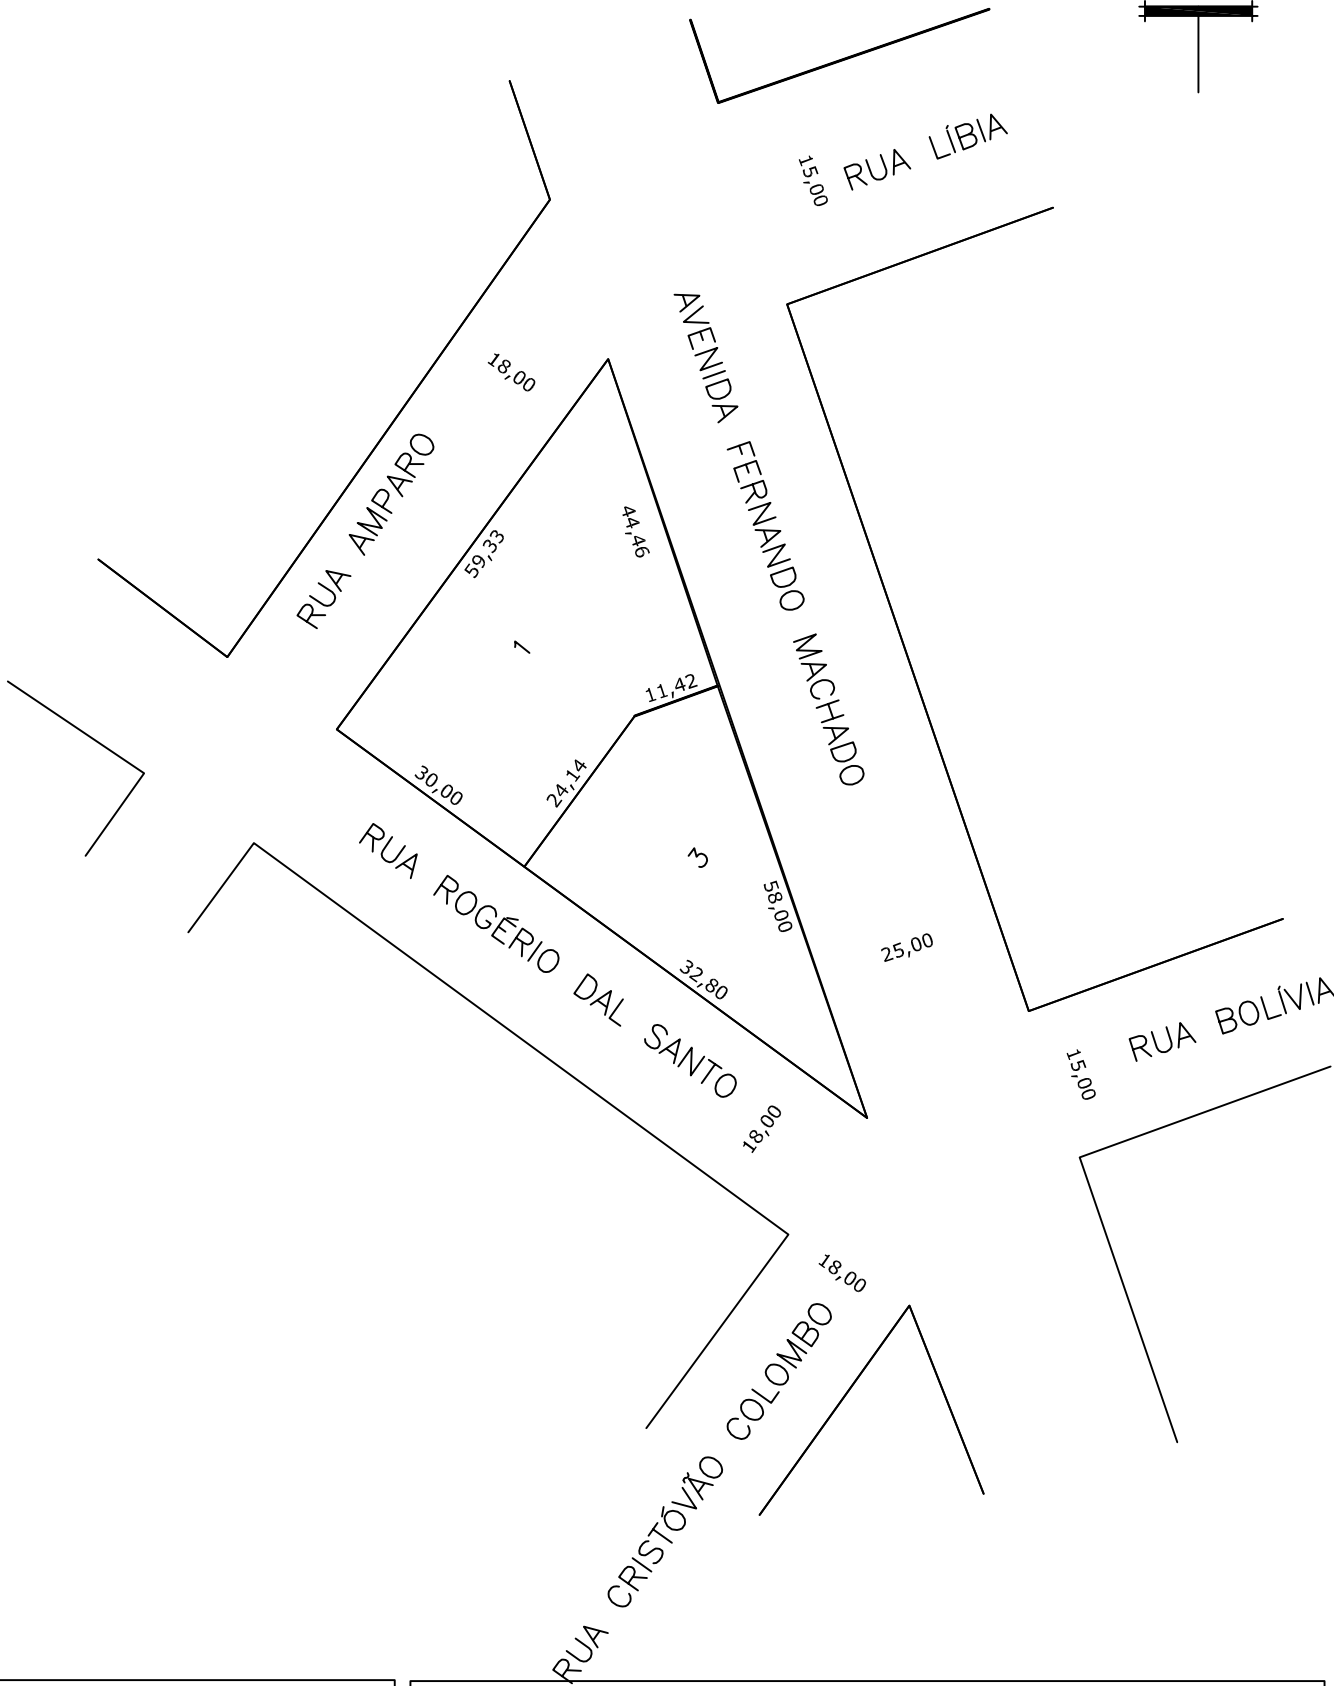 15,00
RUA LÍBIA
AVENIDA FERNANDO MACHADO
18,00
RUA AMPARO
59,33
44,46
1
11,42
24,14
30,00
3
58,00
25,00
32,80
RUA ROGÉRIO DAL SANTO
18,00
15,00
RUA BOLÍVIA
18,00
RUA CRISTÓVÃO COLOMBO